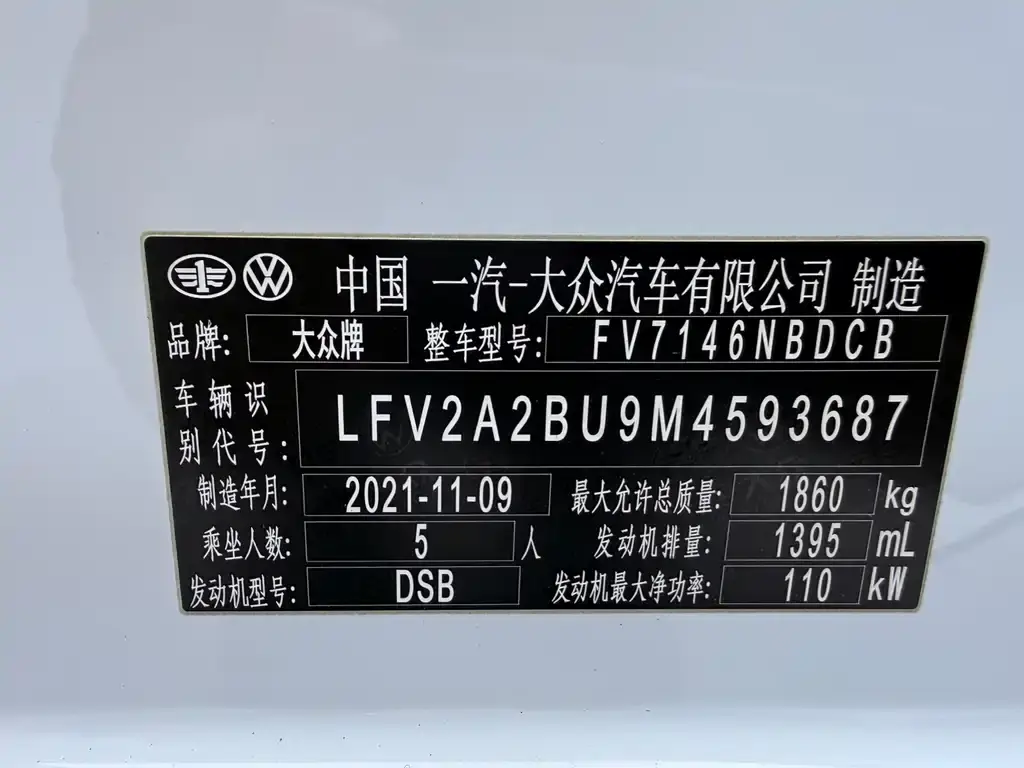 中国 一汽-大众汽车有限公司 制造
品牌: 大众牌 整车型号: FV7146NBDCB
车辆识别代号: LFV2A2BU9M4593687
制造年月: 2021-11-09 最大允许总质量: 1860 kg
乘坐人数: 5 人 发动机排量: 1395 mL
发动机型号: DSB 发动机最大净功率: 110 kW